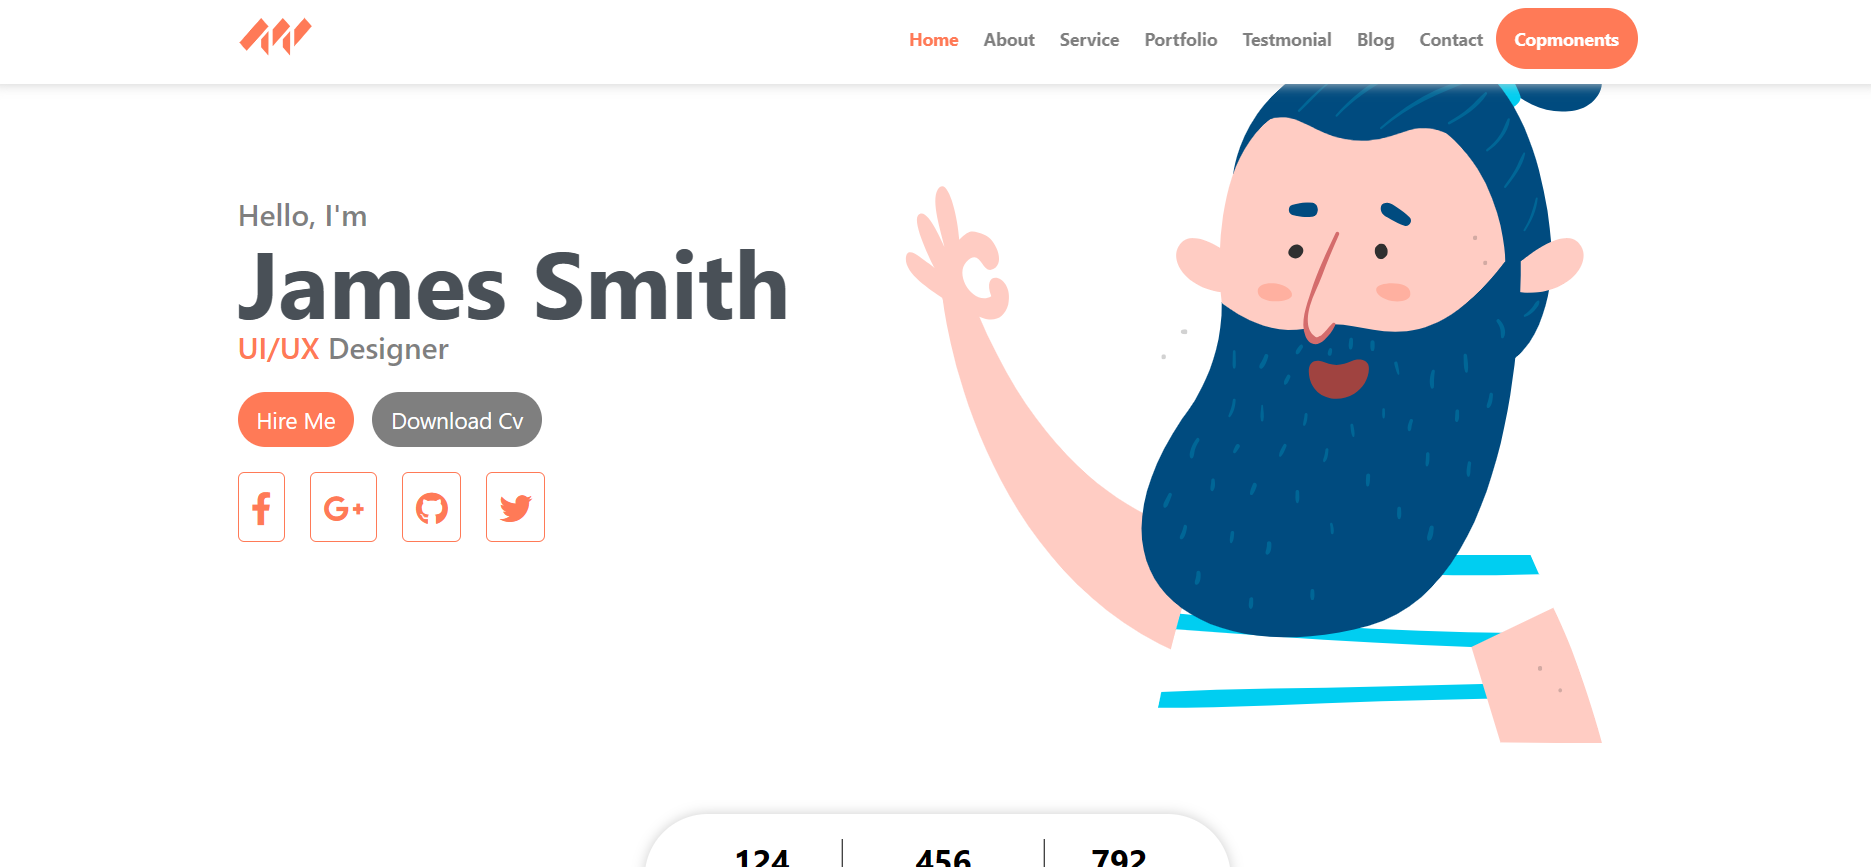 Home About Service Portfolio Testmonial Blog Contact Copmonents
Hello, I'm
James Smith
UI/UX Designer
Hire Me Download Cv
124 456 792